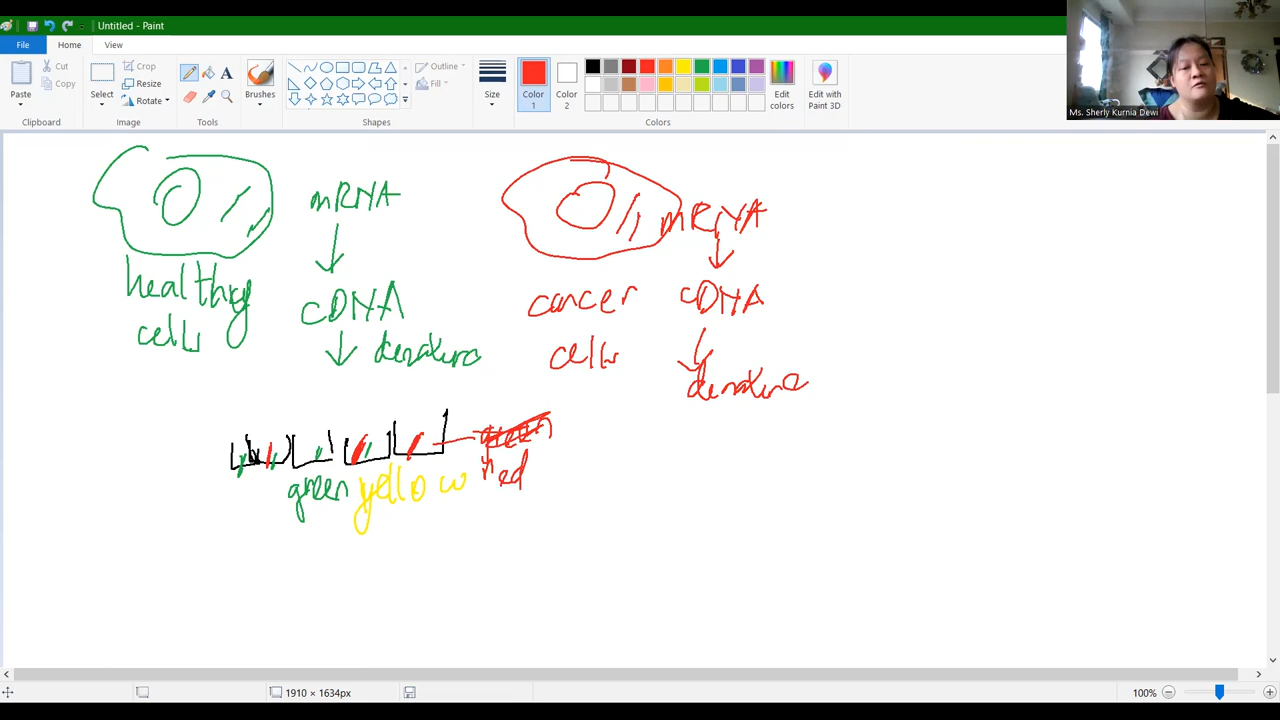 Untitled - Paint
File
Home
View
Paste
Cut
Copy
Clipboard
Select
Crop
Resize
Rotate
Image
Tools
Brushes
Shapes
Outline
Fill
Size
Color 1
Color 2
Edit colors
Edit with Paint 3D
Colors
Ms. Sherly Kurnia Dewi
healthy
cells
mRNA
cDNA
denature
cancer
cells
mRNA
cDNA
denature
green
yellow
red
1910 × 1634px
100%